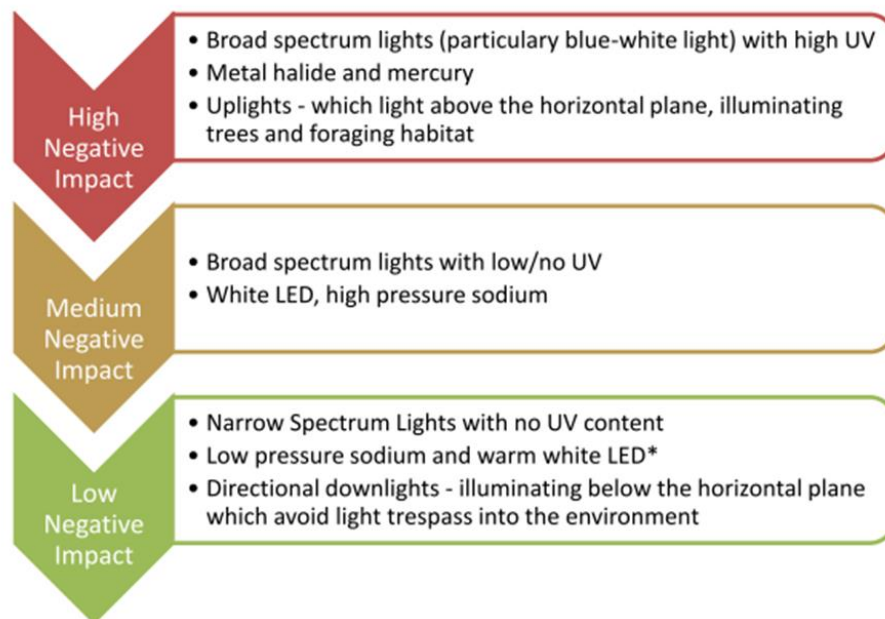 High
Negative
Impact
• Broad spectrum lights (particulary blue-white light) with high UV
• Metal halide and mercury
• Uplights - which light above the horizontal plane, illuminating
trees and foraging habitat
Medium
Negative
Impact
• Broad spectrum lights with low/no UV
• White LED, high pressure sodium
Low
Negative
Impact
• Narrow Spectrum Lights with no UV content
• Low pressure sodium and warm white LED*
• Directional downlights - illuminating below the horizontal plane
which avoid light trespass into the environment